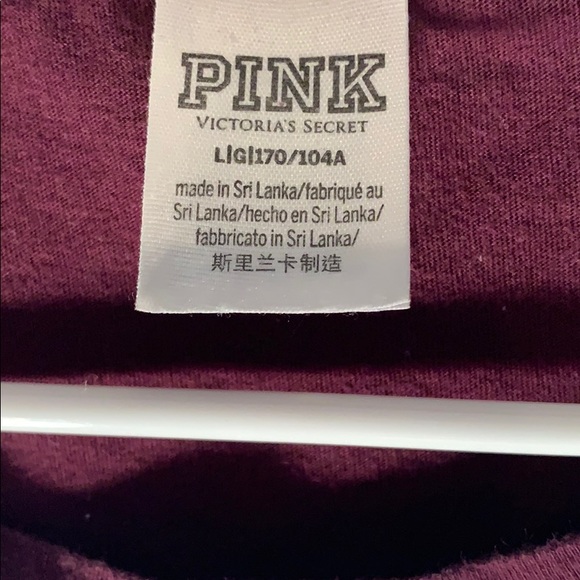 PINK
VICTORIA'S SECRET
L|G|170/104A
made in Sri Lanka/fabriqué au
Sri Lanka/hecho en Sri Lanka/
fabbricato in Sri Lanka/
斯里兰卡制造